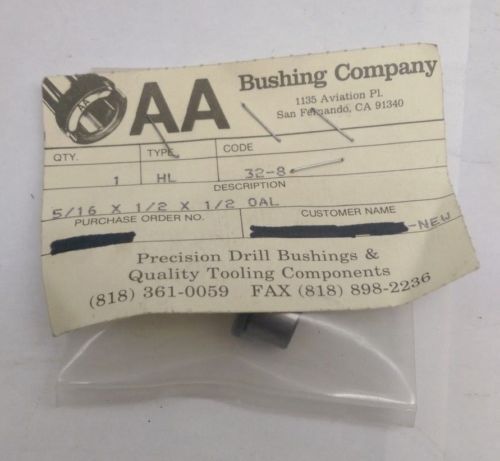 AA Bushing Company
1135 Aviation Pl.
San Fernando, CA 91340
QTY. TYPE CODE
1 HL 32-8
DESCRIPTION
5/16 X 1/2 X 1/2 OAL
PURCHASE ORDER NO. CUSTOMER NAME
-NEW
Precision Drill Bushings &
Quality Tooling Components
(818) 361-0059 FAX (818) 898-2236